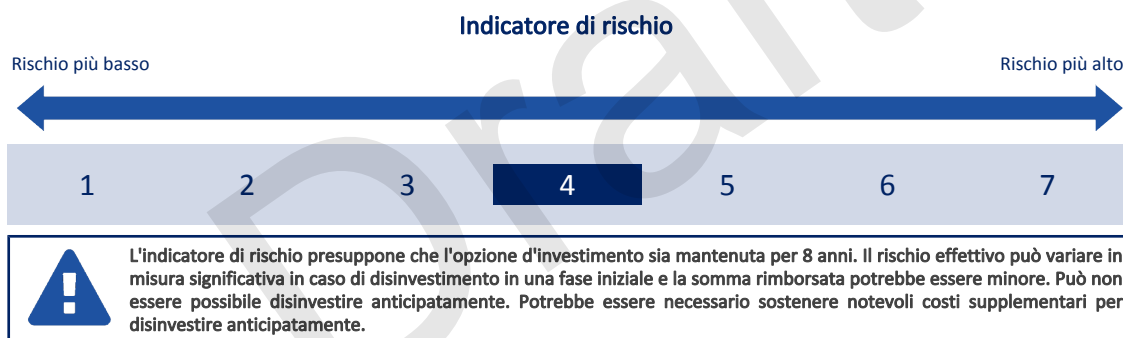 Indicatore di rischio
Rischio più basso
Rischio più alto
1 2 3 4 5 6 7
L'indicatore di rischio presuppone che l'opzione d'investimento sia mantenuta per 8 anni. Il rischio effettivo può variare in
misura significativa in caso di disinvestimento in una fase iniziale e la somma rimborsata potrebbe essere minore. Può non
essere possibile disinvestire anticipatamente. Potrebbe essere necessario sostenere notevoli costi supplementari per
disinvestire anticipatamente.
Draft